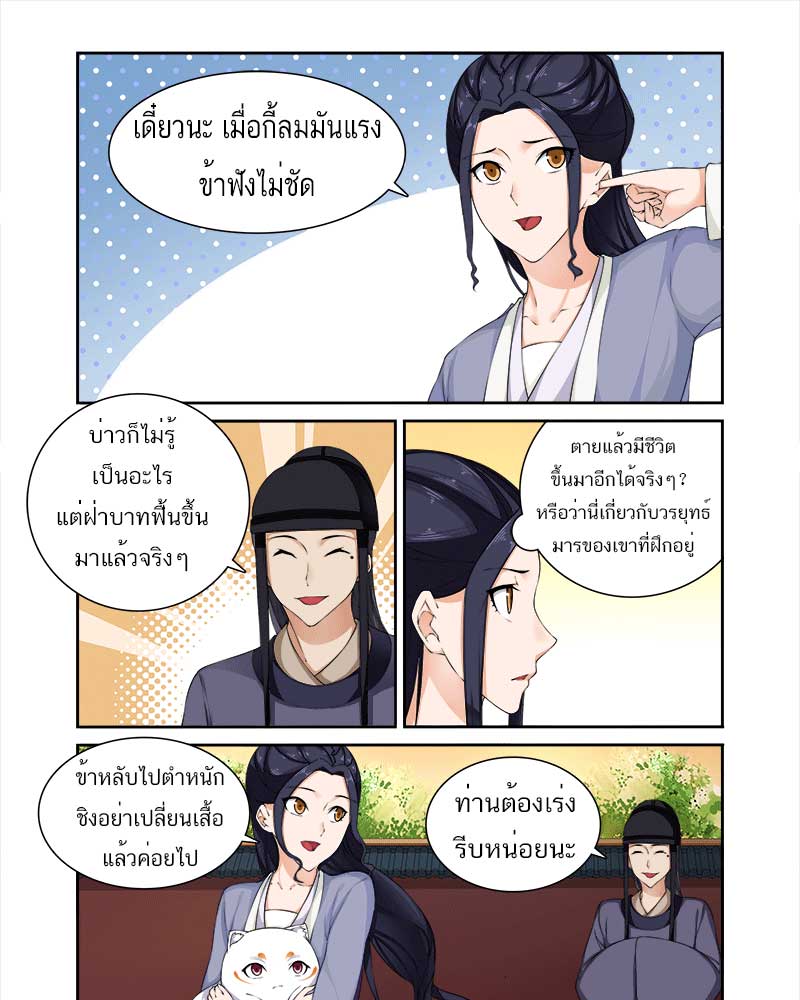 เดี๋ยวนะ เมื่อกี้ลมมันแรง
ข้าฟังไม่ชัด
บ่าวก็ไม่รู้
เป็นอะไร
แต่ฝ่าบาทฟื้นขึ้น
มาแล้วจริงๆ
ตายแล้วมีชีวิต
ขึ้นมาอีกได้จริงๆ?
หรือว่านี่เกี่ยวกับวรยุทธ์
มารของเขาที่ฝึกอยู่
ข้าหลับไปตำหนัก
ชิงอย่าเปลี่ยนเสื้อ
แล้วค่อยไป
ท่านต้องเร่ง
รีบหน่อยนะ